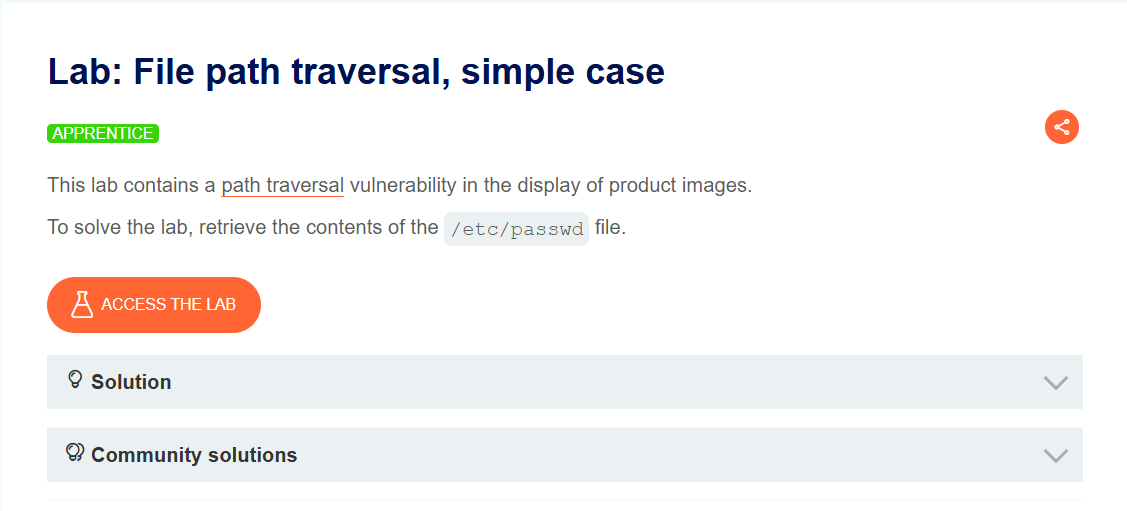 Lab: File path traversal, simple case
APPRENTICE
This lab contains a path traversal vulnerability in the display of product images.
To solve the lab, retrieve the contents of the /etc/passwd file.
ACCESS THE LAB
Solution
Community solutions